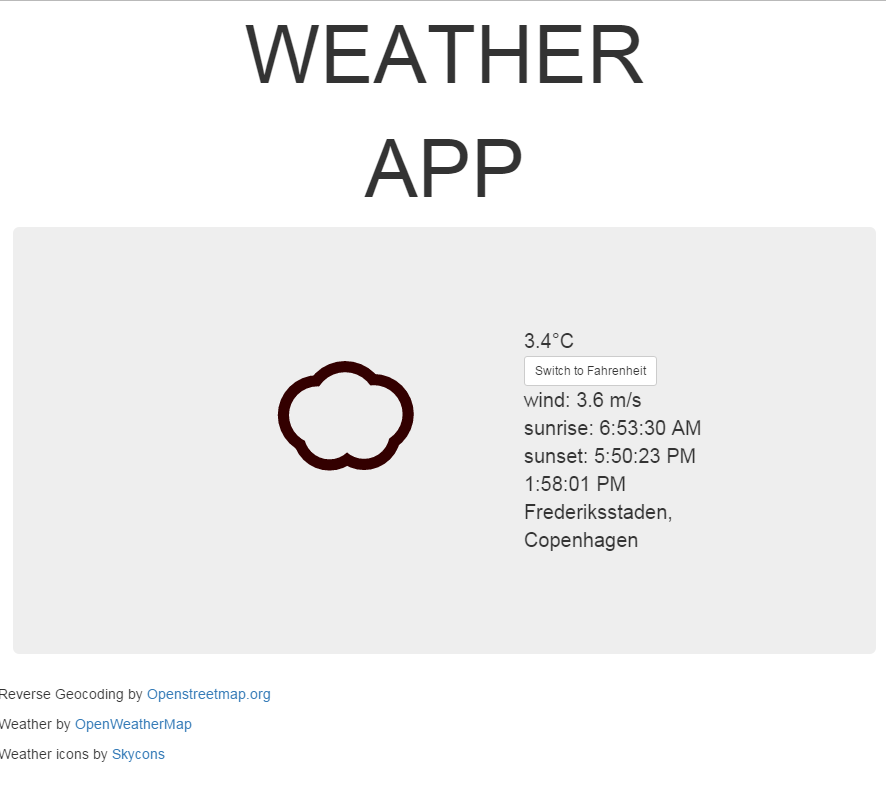 WEATHER
APP
3.4°C
Switch to Fahrenheit
wind: 3.6 m/s
sunrise: 6:53:30 AM
sunset: 5:50:23 PM
1:58:01 PM
Frederiksstaden,
Copenhagen
Reverse Geocoding by Openstreetmap.org
Weather by OpenWeatherMap
Weather icons by Skycons